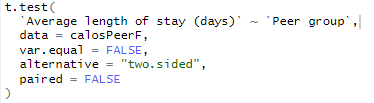 t.test(
  `Average length of stay (days)` ~ `Peer group`,
  data = calosPeerF,
  var.equal = FALSE,
  alternative = "two.sided",
  paired = FALSE
)